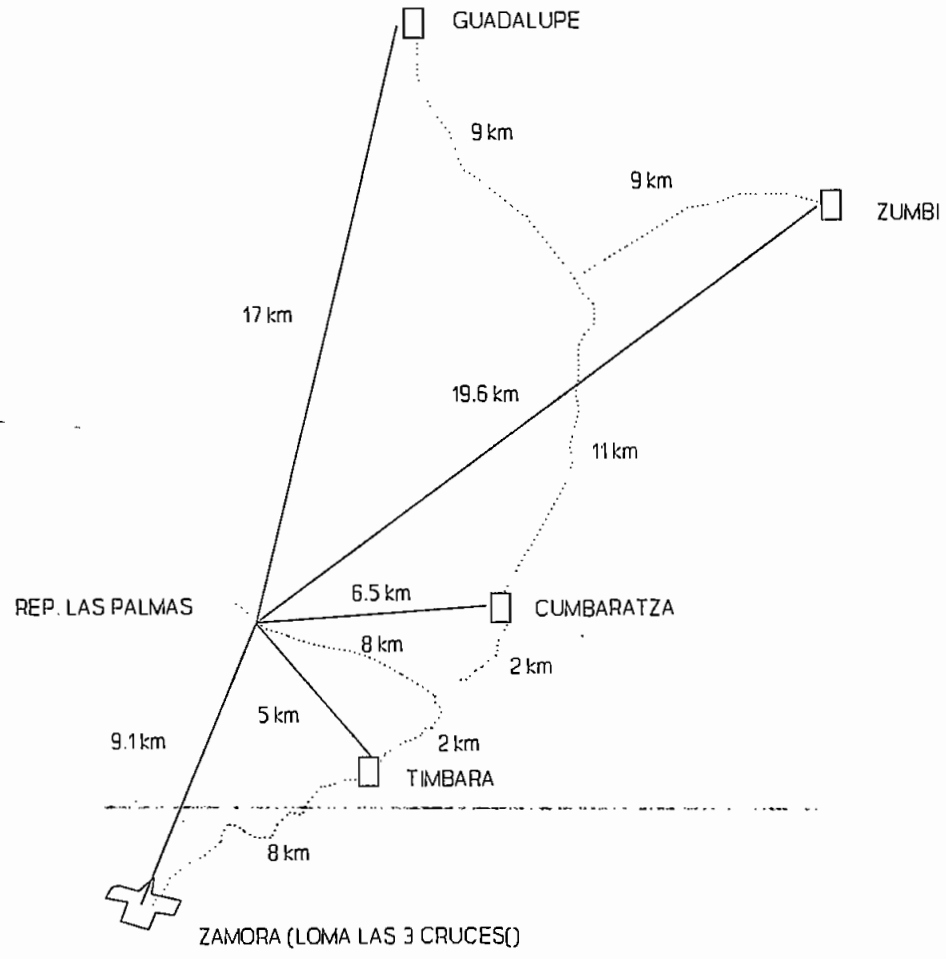 GUADALUPE
9 km
9 km
ZUMBI
17 km
19.6 km
11 km
REP. LAS PALMAS
6.5 km
CUMBARATZA
8 km
2 km
5 km
9.1 km
2 km
TIMBARA
8 km
ZAMORA (LOMA LAS 3 CRUCES()